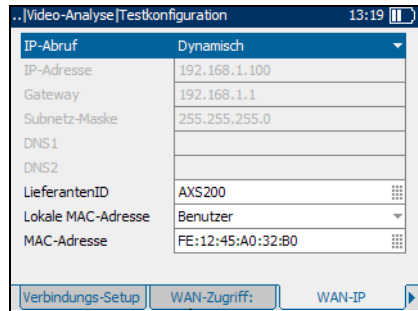 ..|Video-Analyse|Testkonfiguration 13:19
IP-Abruf Dynamisch
IP-Adresse 192.168.1.100
Gateway 192.168.1.1
Subnetz-Maske 255.255.255.0
DNS1
DNS2
LieferantenID AXS200
Lokale MAC-Adresse Benutzer
MAC-Adresse FE:12:45:A0:32:B0
Verbindungs-Setup WAN-Zugriff: WAN-IP